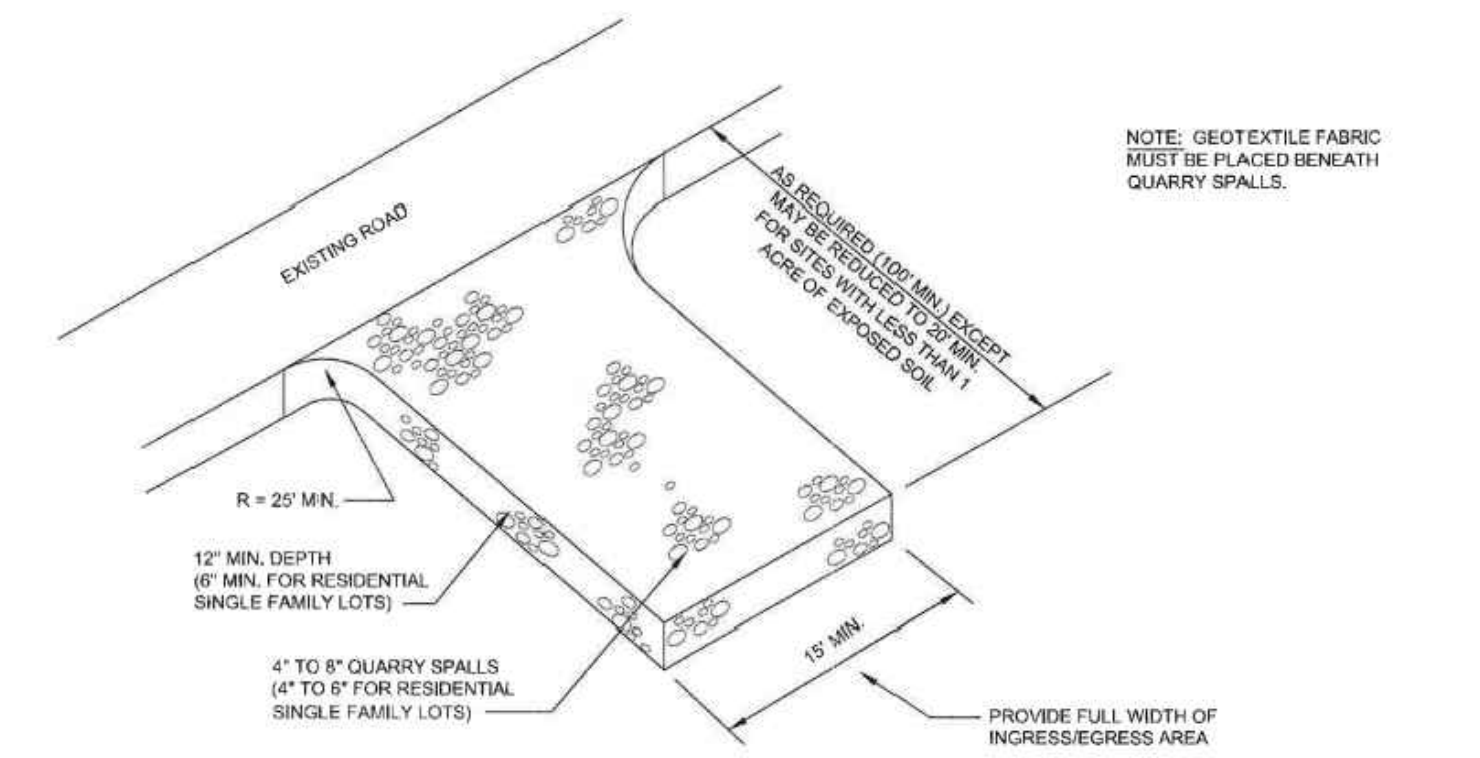 NOTE: GEOTEXTILE FABRIC
MUST BE PLACED BENEATH
QUARRY SPALLS.
AS REQUIRED (100' MIN.) EXCEPT
MAY BE REDUCED TO 20' MIN.
FOR SITES WITH LESS THAN 1
ACRE OF EXPOSED SOIL
EXISTING ROAD
R = 25' MIN.
12" MIN. DEPTH
(6" MIN. FOR RESIDENTIAL
SINGLE FAMILY LOTS)
4" TO 8" QUARRY SPALLS
(4" TO 6" FOR RESIDENTIAL
SINGLE FAMILY LOTS)
15' MIN.
PROVIDE FULL WIDTH OF
INGRESS/EGRESS AREA